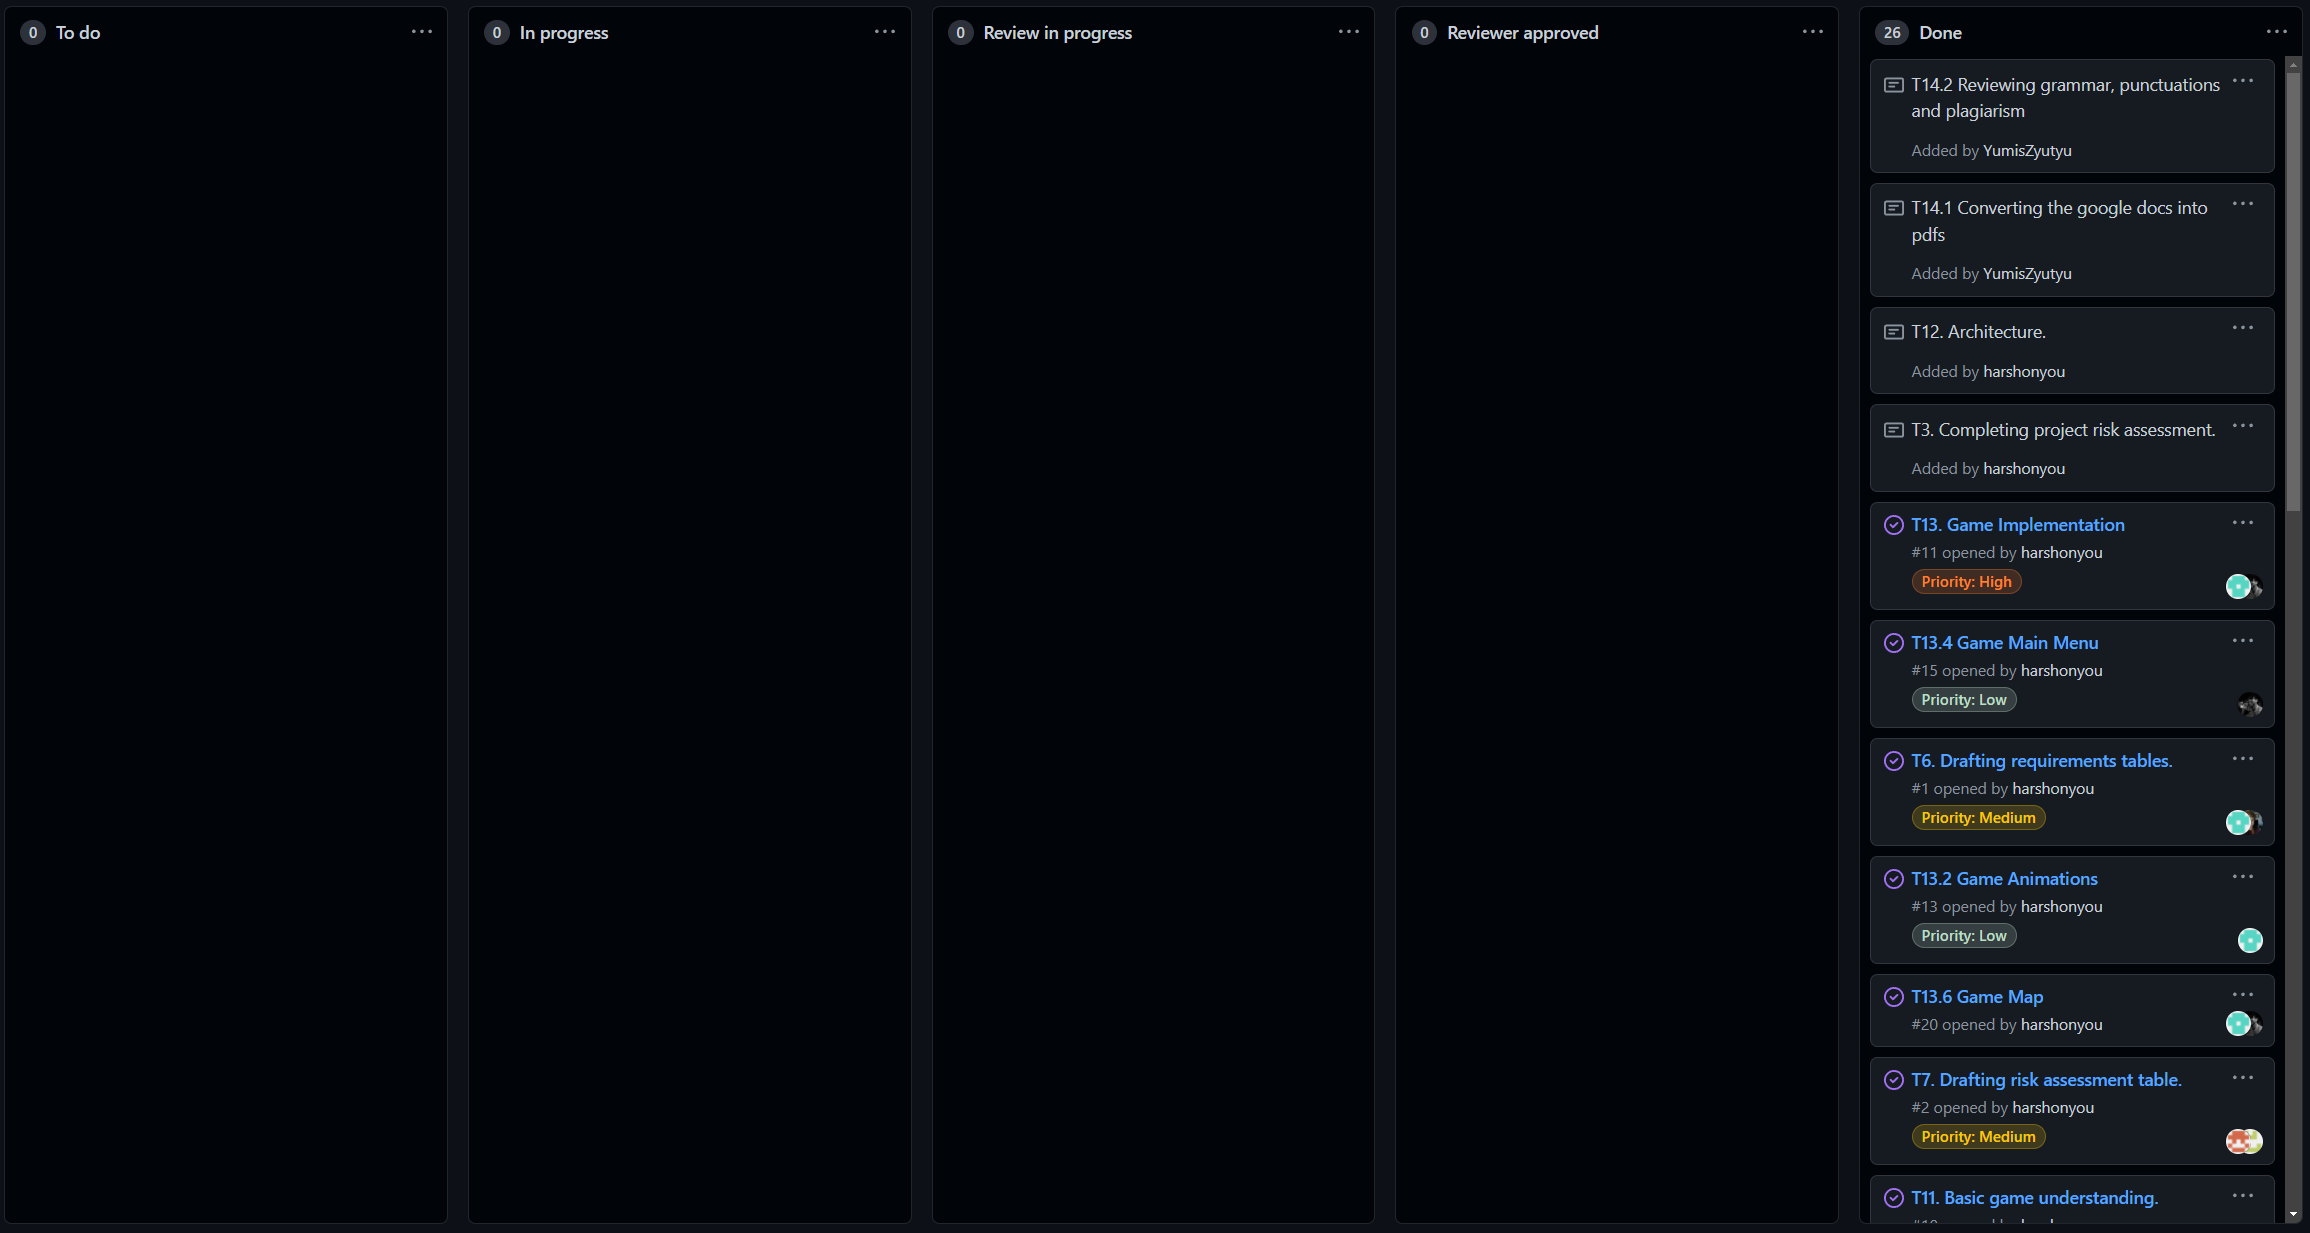 0 To do
0 In progress
0 Review in progress
0 Reviewer approved
26 Done
T14.2 Reviewing grammar, punctuations
and plagiarism
Added by YumisZyutyu
T14.1 Converting the google docs into
pdfs
Added by YumisZyutyu
T12. Architecture.
Added by harshonyou
T3. Completing project risk assessment.
Added by harshonyou
T13. Game Implementation
#11 opened by harshonyou
Priority: High
T13.4 Game Main Menu
#15 opened by harshonyou
Priority: Low
T6. Drafting requirements tables.
#1 opened by harshonyou
Priority: Medium
T13.2 Game Animations
#13 opened by harshonyou
Priority: Low
T13.6 Game Map
#20 opened by harshonyou
T7. Drafting risk assessment table.
#2 opened by harshonyou
Priority: Medium
T11. Basic game understanding.